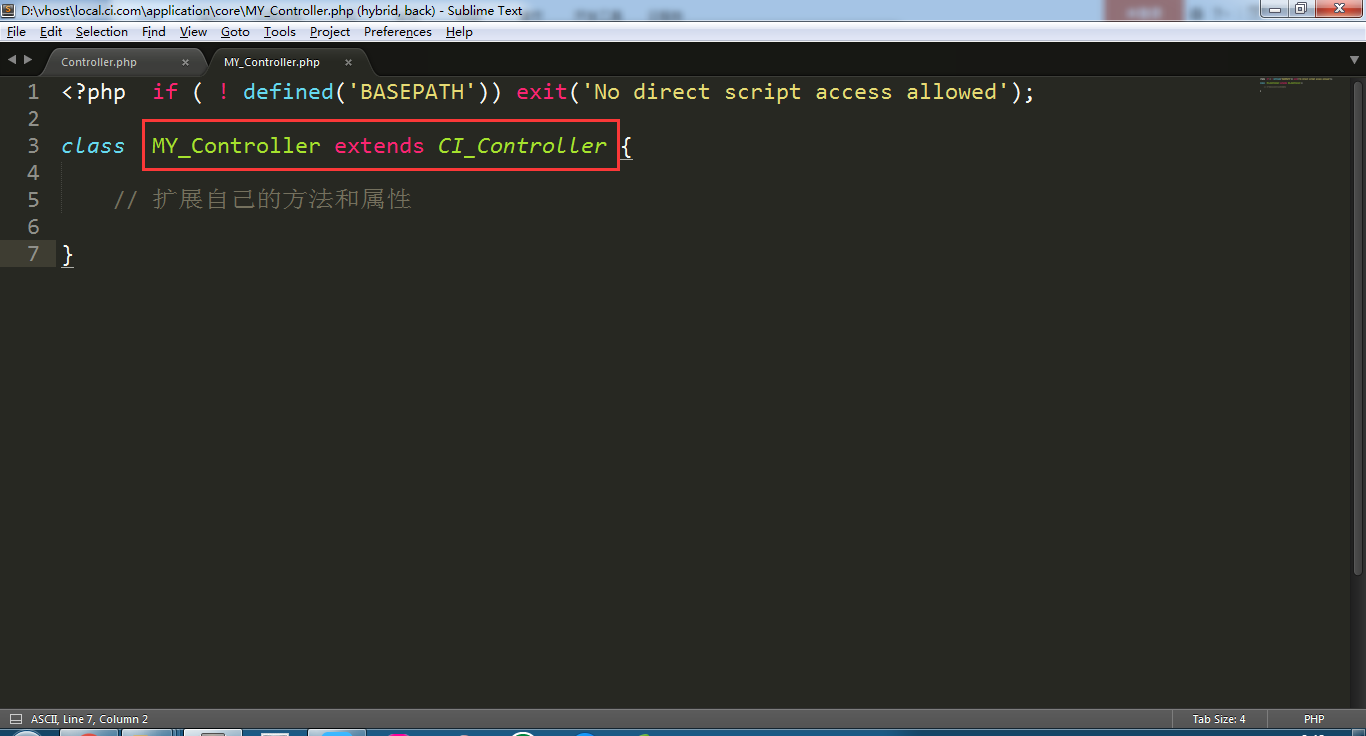 D:\vhost\local.ci.com\application\core\MY_Controller.php (hybrid, back) - Sublime Text
File Edit Selection Find View Goto Tools Project Preferences Help
Controller.php × MY_Controller.php ×
1 <?php  if ( ! defined('BASEPATH')) exit('No direct script access allowed');
2
3 class  MY_Controller extends CI_Controller {
4
5     // 扩展自己的方法和属性
6
7 }
ASCII, Line 7, Column 2 Tab Size: 4 PHP